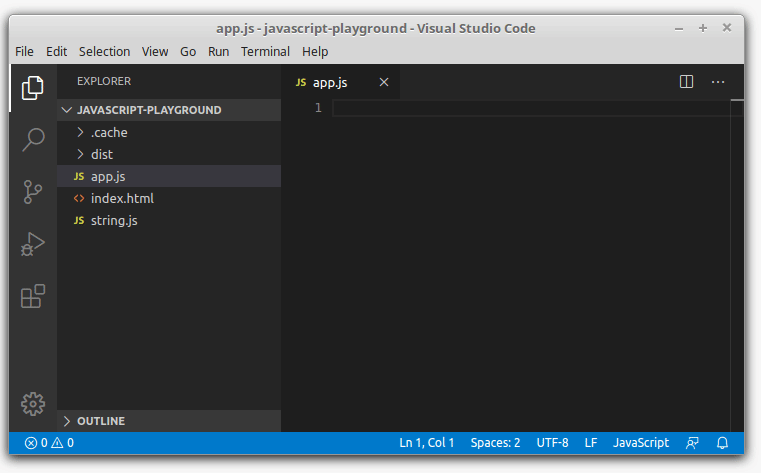 app.js - javascript-playground - Visual Studio Code
File Edit Selection View Go Run Terminal Help
EXPLORER
JS app.js
JAVASCRIPT-PLAYGROUND
1
.cache
dist
JS app.js
index.html
JS string.js
OUTLINE
0 0 Ln 1, Col 1 Spaces: 2 UTF-8 LF JavaScript